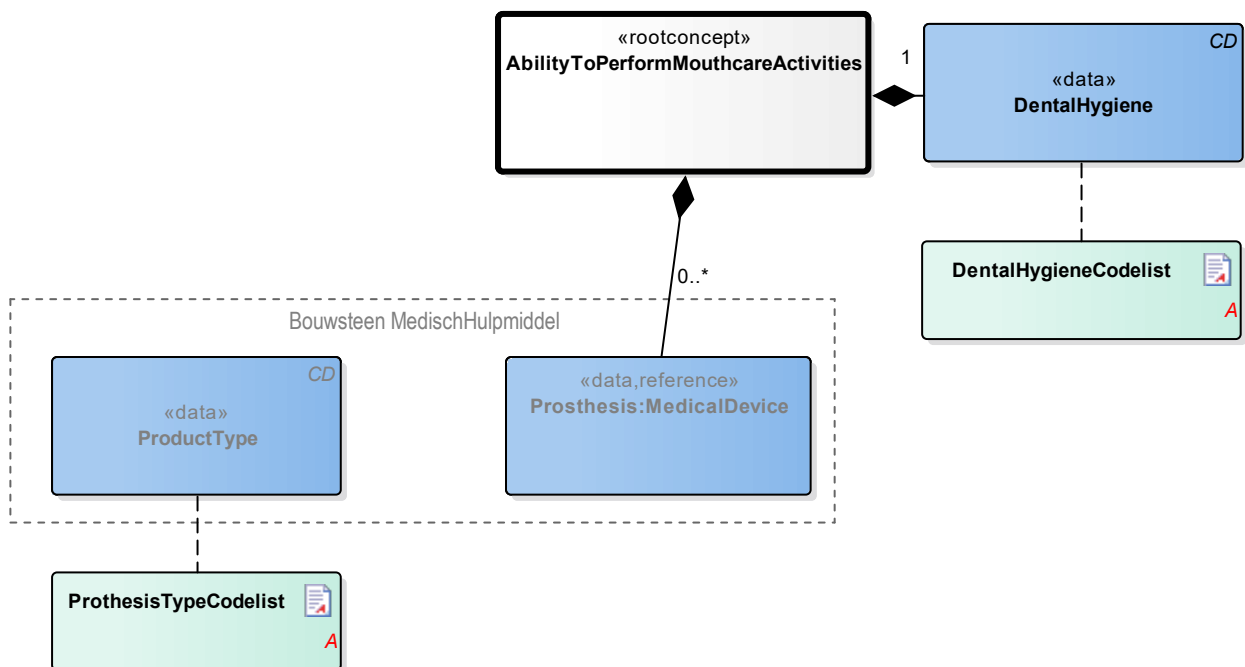 «rootconcept»
AbilityToPerformMouthcareActivities
1
CD
«data»
DentalHygiene
DentalHygieneCodelist
A
0..*
Bouwsteen MedischHulpmiddel
CD
«data»
ProductType
«data,reference»
Prosthesis:MedicalDevice
ProthesisTypeCodelist
A